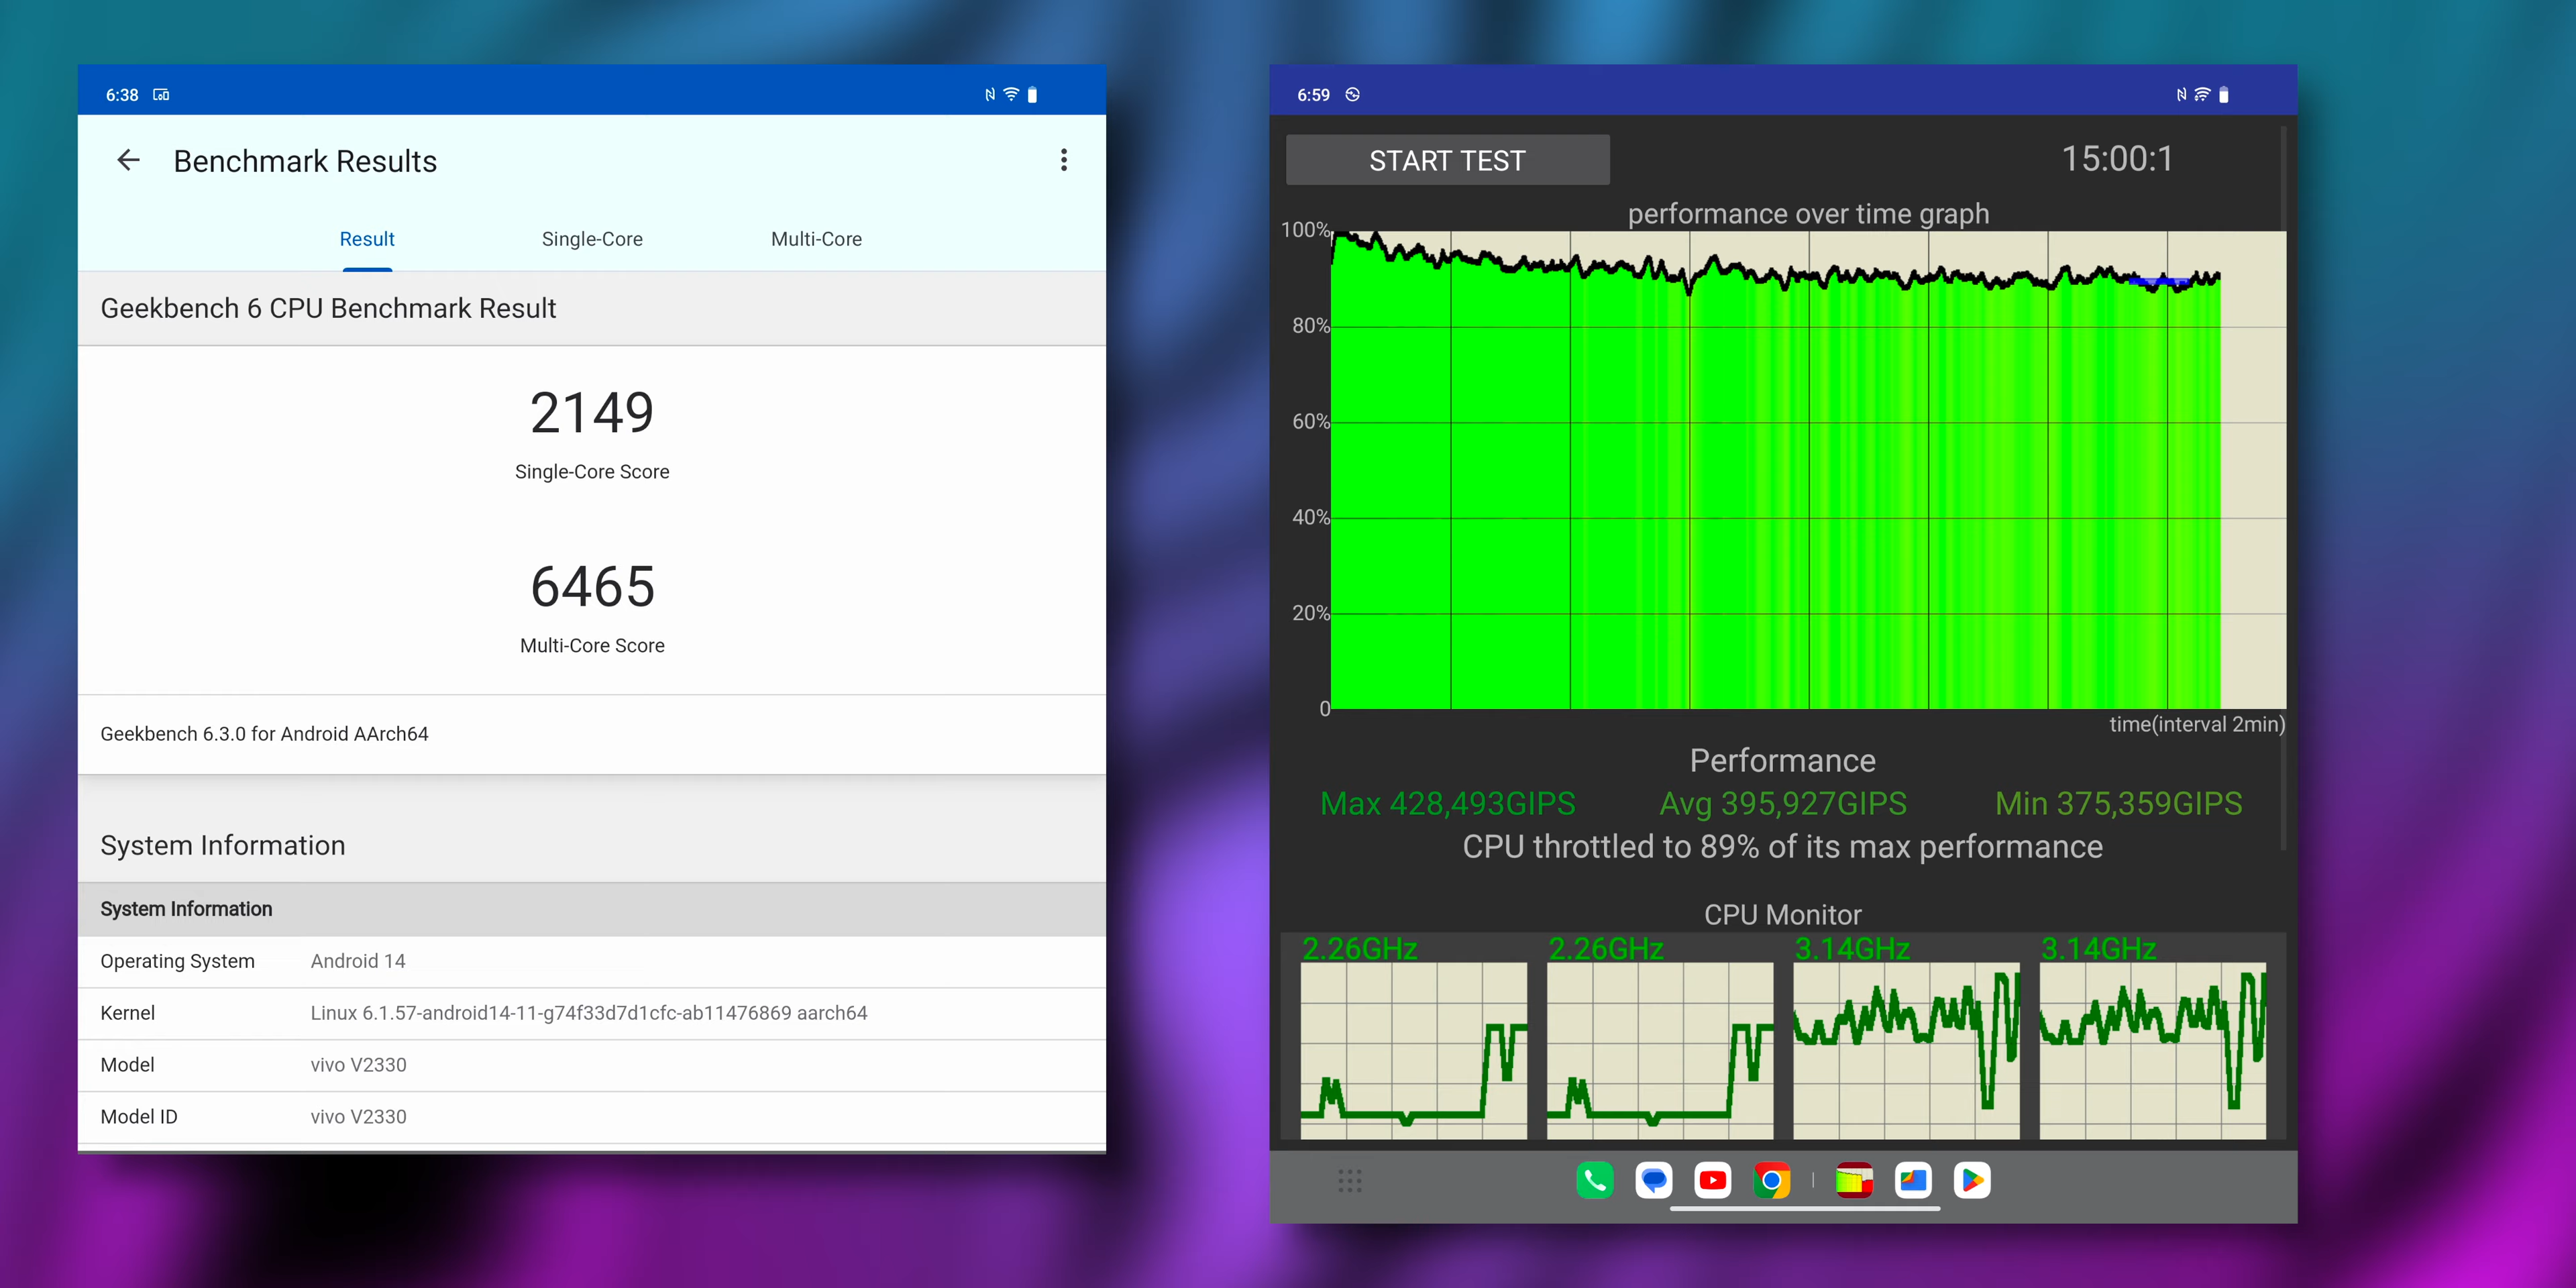 6:38
Benchmark Results
Result Single-Core Multi-Core
Geekbench 6 CPU Benchmark Result
2149
Single-Core Score
6465
Multi-Core Score
Geekbench 6.3.0 for Android AArch64
System Information
System Information
Operating System Android 14
Kernel Linux 6.1.57-android14-11-g74f33d7d1cfc-ab11476869 aarch64
Model vivo V2330
Model ID vivo V2330
6:59
START TEST 15:00:1
performance over time graph
100%
80%
60%
40%
20%
0
time(interval 2min)
Performance
Max 428,493GIPS Avg 395,927GIPS Min 375,359GIPS
CPU throttled to 89% of its max performance
CPU Monitor
2.26GHz 2.26GHz 3.14GHz 3.14GHz